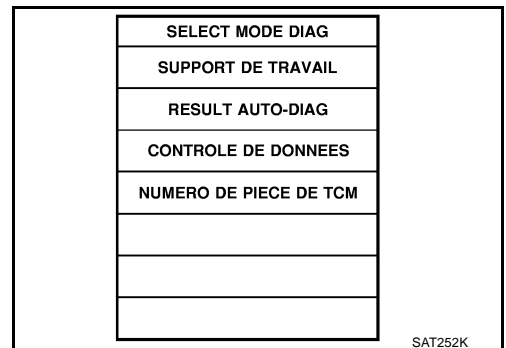 SELECT MODE DIAG
SUPPORT DE TRAVAIL
RESULT AUTO-DIAG
CONTROLE DE DONNEES
NUMERO DE PIECE DE TCM
SAT252K